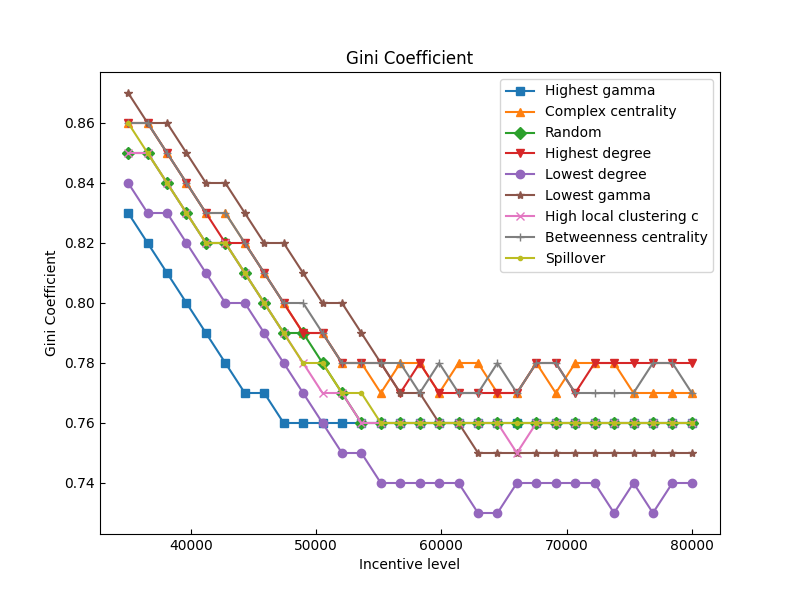 Gini Coefficient
Highest gamma
Complex centrality
Random
Highest degree
Lowest degree
Lowest gamma
High local clustering c
Betweenness centrality
Spillover
Gini Coefficient
0.86
0.84
0.82
0.80
0.78
0.76
0.74
40000 50000 60000 70000 80000
Incentive level